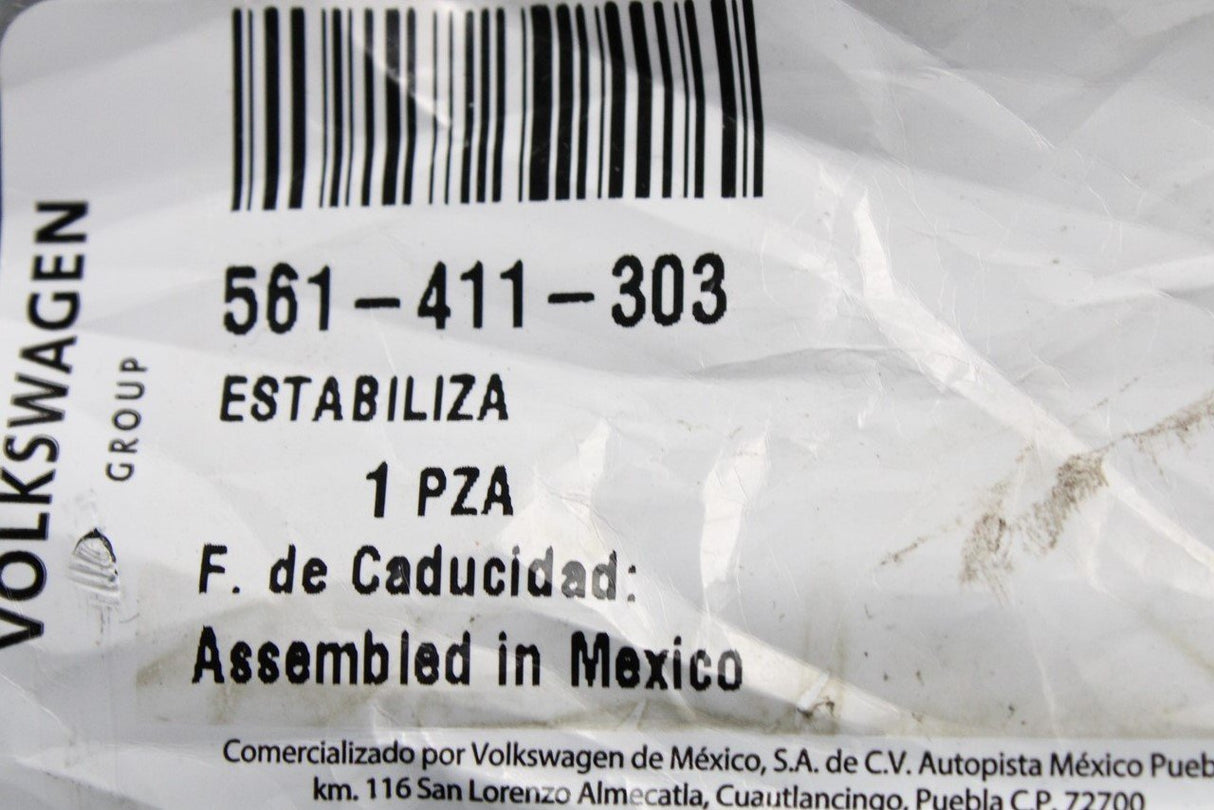 VOLKSWAGEN
GROUP
561-411-303
ESTABILIZA
1 PZA
F. de Caducidad:
Assembled in Mexico
Comercializado por Volkswagen de México, S.A. de C.V. Autopista México Pueb
km. 116 San Lorenzo Almecatla, Cuautlancingo, Puebla C.P. 72700